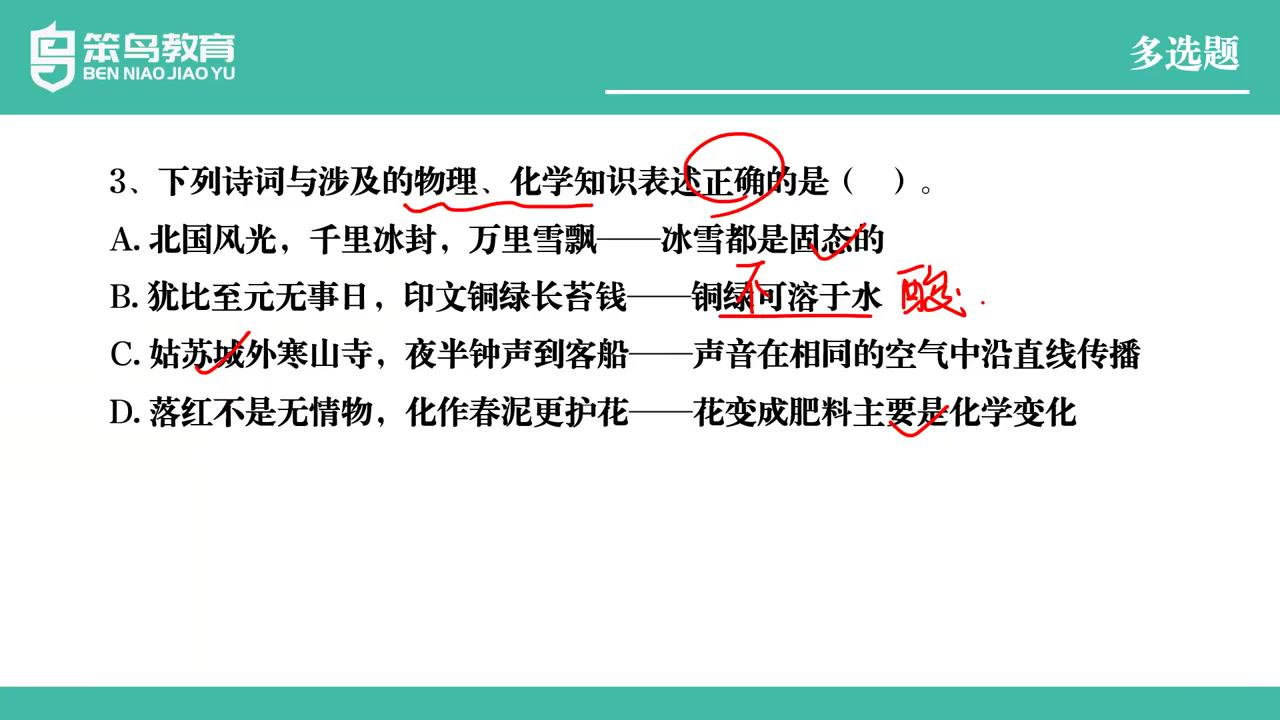 笨鸟教育
BEN NIAO JIAO YU
多选题
3、下列诗词与涉及的物理、化学知识表述正确的是（　）。
A. 北国风光，千里冰封，万里雪飘——冰雪都是固态的
不
B. 犹比至元无事日，印文铜绿长苔钱——铜绿可溶于水 酸
C. 姑苏城外寒山寺，夜半钟声到客船——声音在相同的空气中沿直线传播
D. 落红不是无情物，化作春泥更护花——花变成肥料主要是化学变化